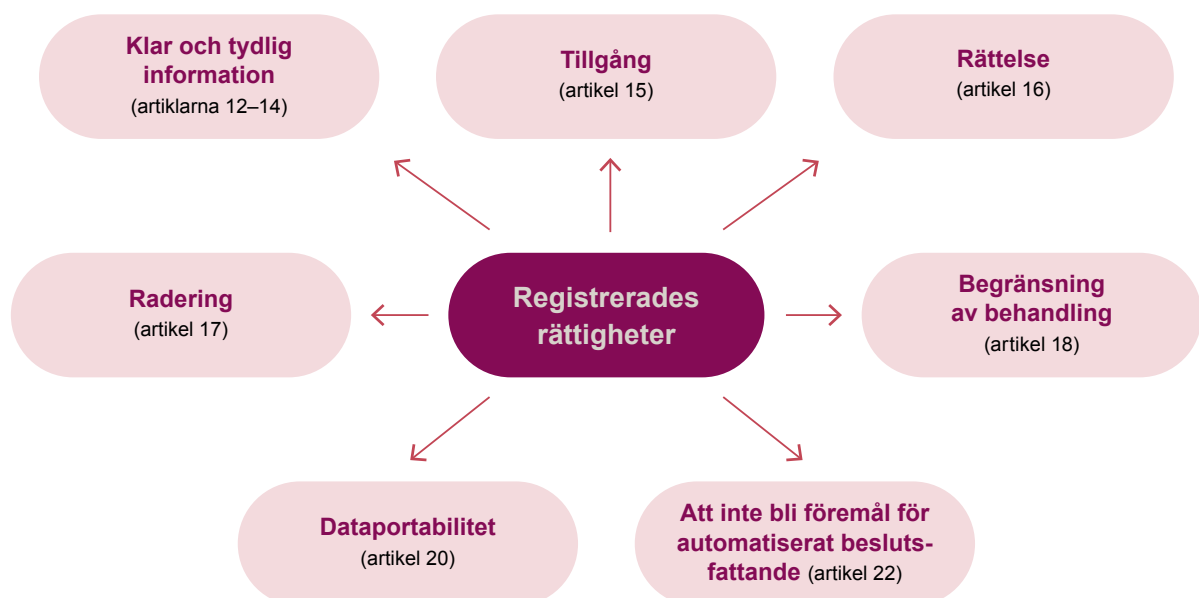 Klar och tydlig
information
(artiklarna 12–14)
Tillgång
(artikel 15)
Rättelse
(artikel 16)
Radering
(artikel 17)
Registrerades
rättigheter
Begränsning
av behandling
(artikel 18)
Dataportabilitet
(artikel 20)
Att inte bli föremål för
automatiserat besluts-
fattande (artikel 22)